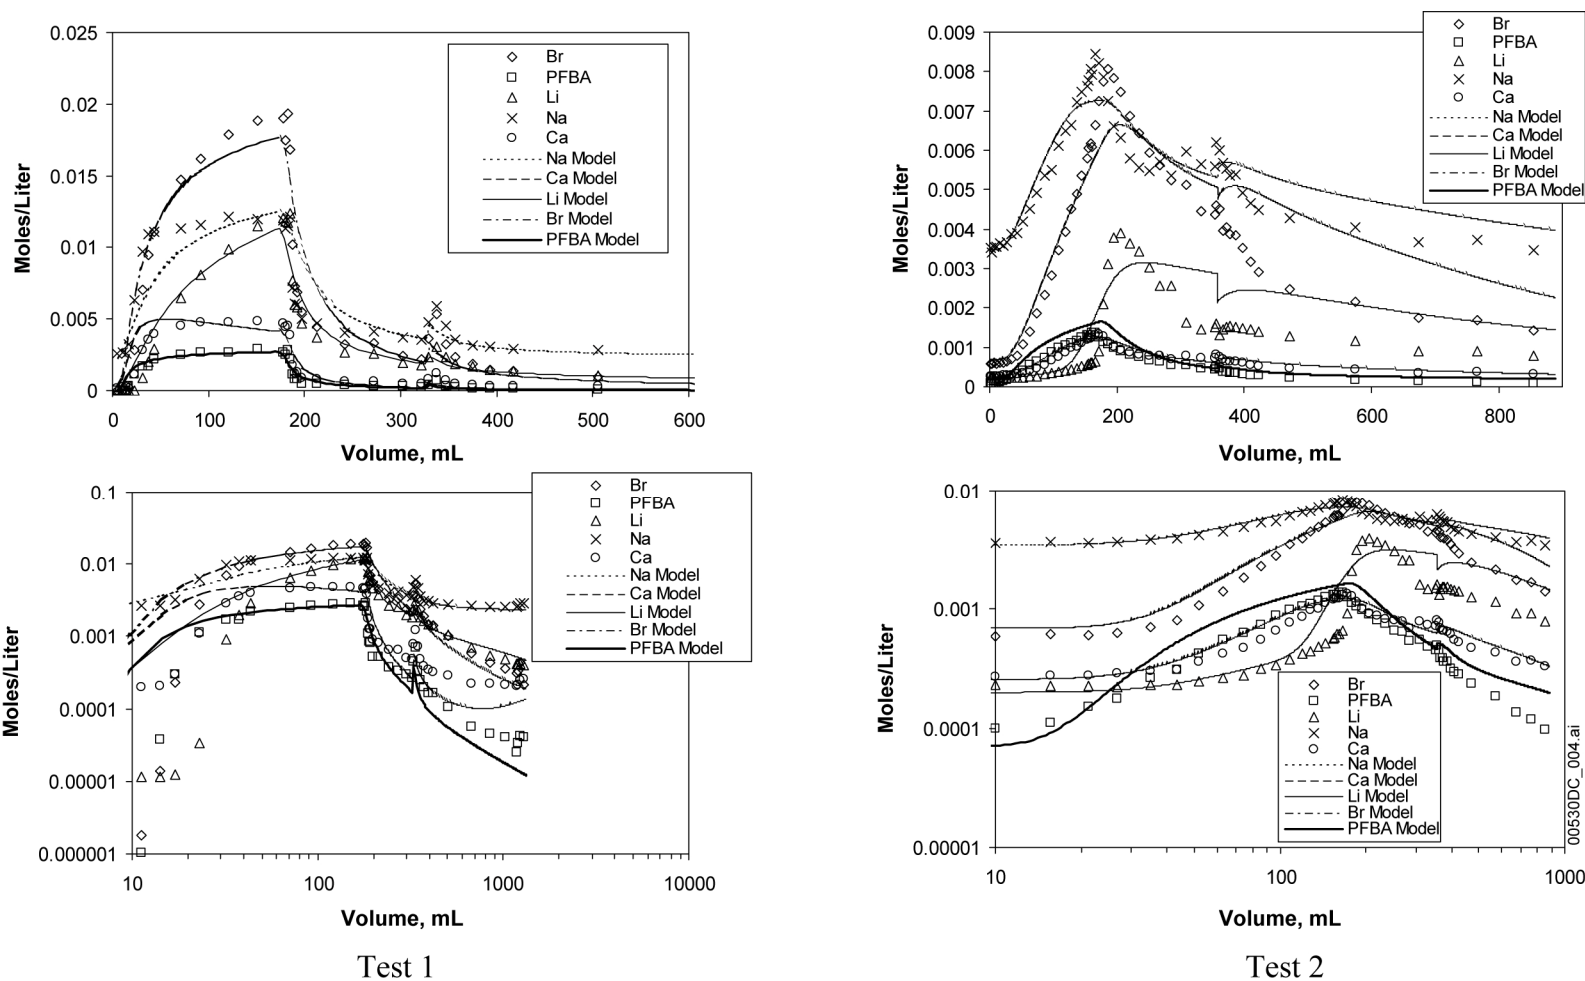 0.025
0.02
0.015
0.01
0.005
0
0
100
200
300
400
500
600
Moles/Liter
Volume, mL
Br
PFBA
Li
Na
Ca
Na Model
Ca Model
Li Model
Br Model
PFBA Model
0.009
0.008
0.007
0.006
0.005
0.004
0.003
0.002
0.001
0
0
200
400
600
800
Moles/Liter
Volume, mL
Br
PFBA
Li
Na
Ca
Na Model
Ca Model
Li Model
Br Model
PFBA Model
0.1
0.01
0.001
0.0001
0.00001
0.000001
10
100
1000
10000
Moles/Liter
Volume, mL
Br
PFBA
Li
Na
Ca
Na Model
Ca Model
Li Model
Br Model
PFBA Model
0.01
0.001
0.0001
0.00001
10
100
1000
Moles/Liter
Volume, mL
Br
PFBA
Li
Na
Ca
Na Model
Ca Model
Li Model
Br Model
PFBA Model
00530DC_004.ai
Test 1
Test 2